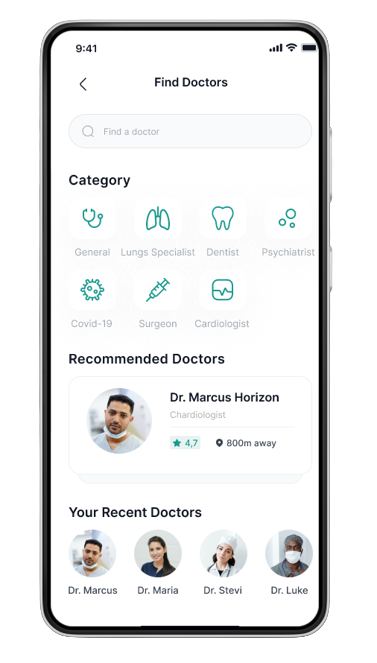 9:41
Find Doctors
Find a doctor
Category
General Lungs Specialist Dentist Psychiatrist
Covid-19 Surgeon Cardiologist
Recommended Doctors
Dr. Marcus Horizon
Chardiologist
4,7 800m away
Your Recent Doctors
Dr. Marcus Dr. Maria Dr. Stevi Dr. Luke